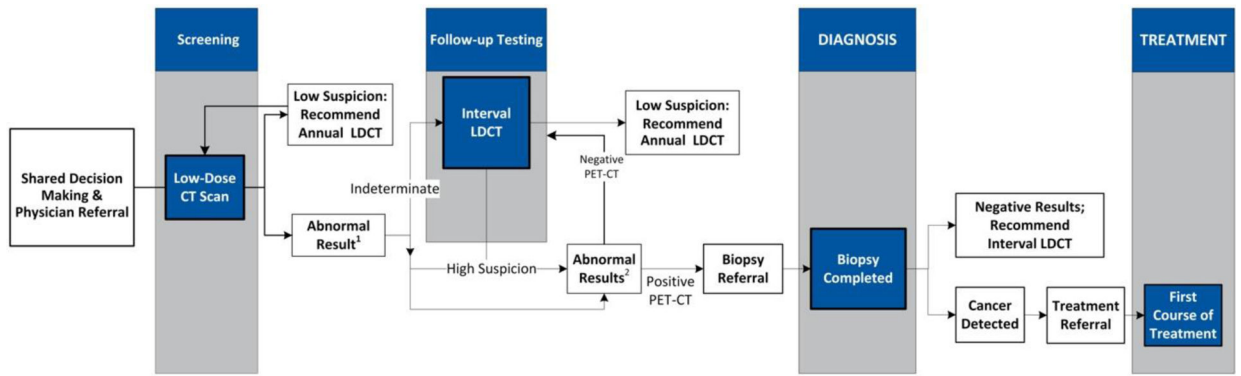 Screening
Follow-up Testing
DIAGNOSIS
TREATMENT
Shared Decision
Making &
Physician Referral
Low-Dose
CT Scan
Low Suspicion:
Recommend
Annual LDCT
Abnormal
Result1
Indeterminate
Interval
LDCT
High Suspicion
Negative
PET-CT
Low Suspicion:
Recommend
Annual LDCT
Abnormal
Results2
Positive
PET-CT
Biopsy
Referral
Biopsy
Completed
Negative Results;
Recommend
Interval LDCT
Cancer
Detected
Treatment
Referral
First
Course of
Treatment